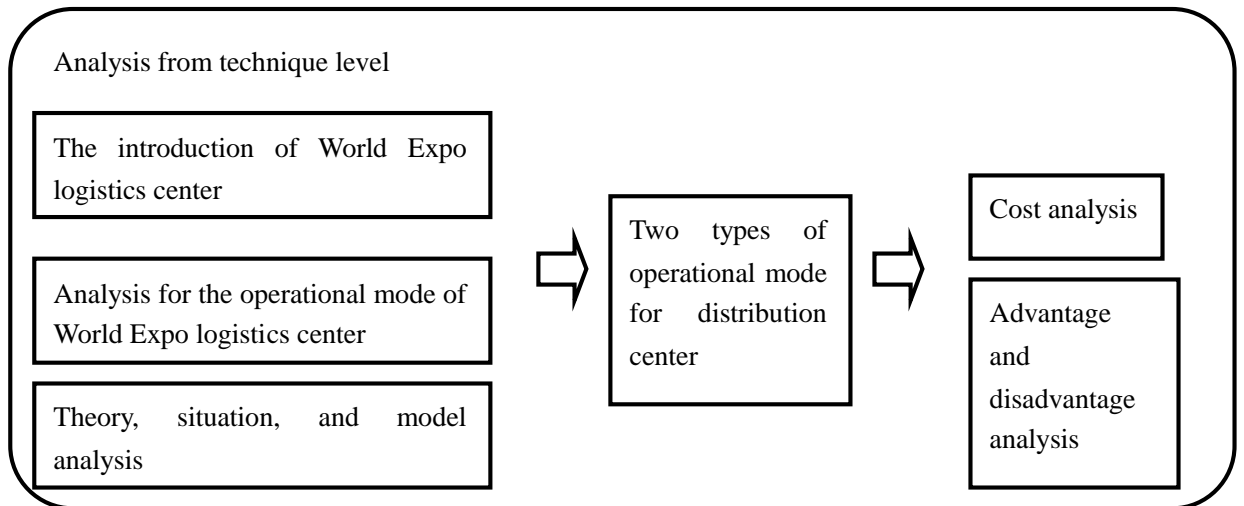 Analysis from technique level
The introduction of World Expo
logistics center
Analysis for the operational mode of
World Expo logistics center
Theory, situation, and model
analysis
Two types of
operational mode
for distribution
center
Cost analysis
Advantage
and
disadvantage
analysis